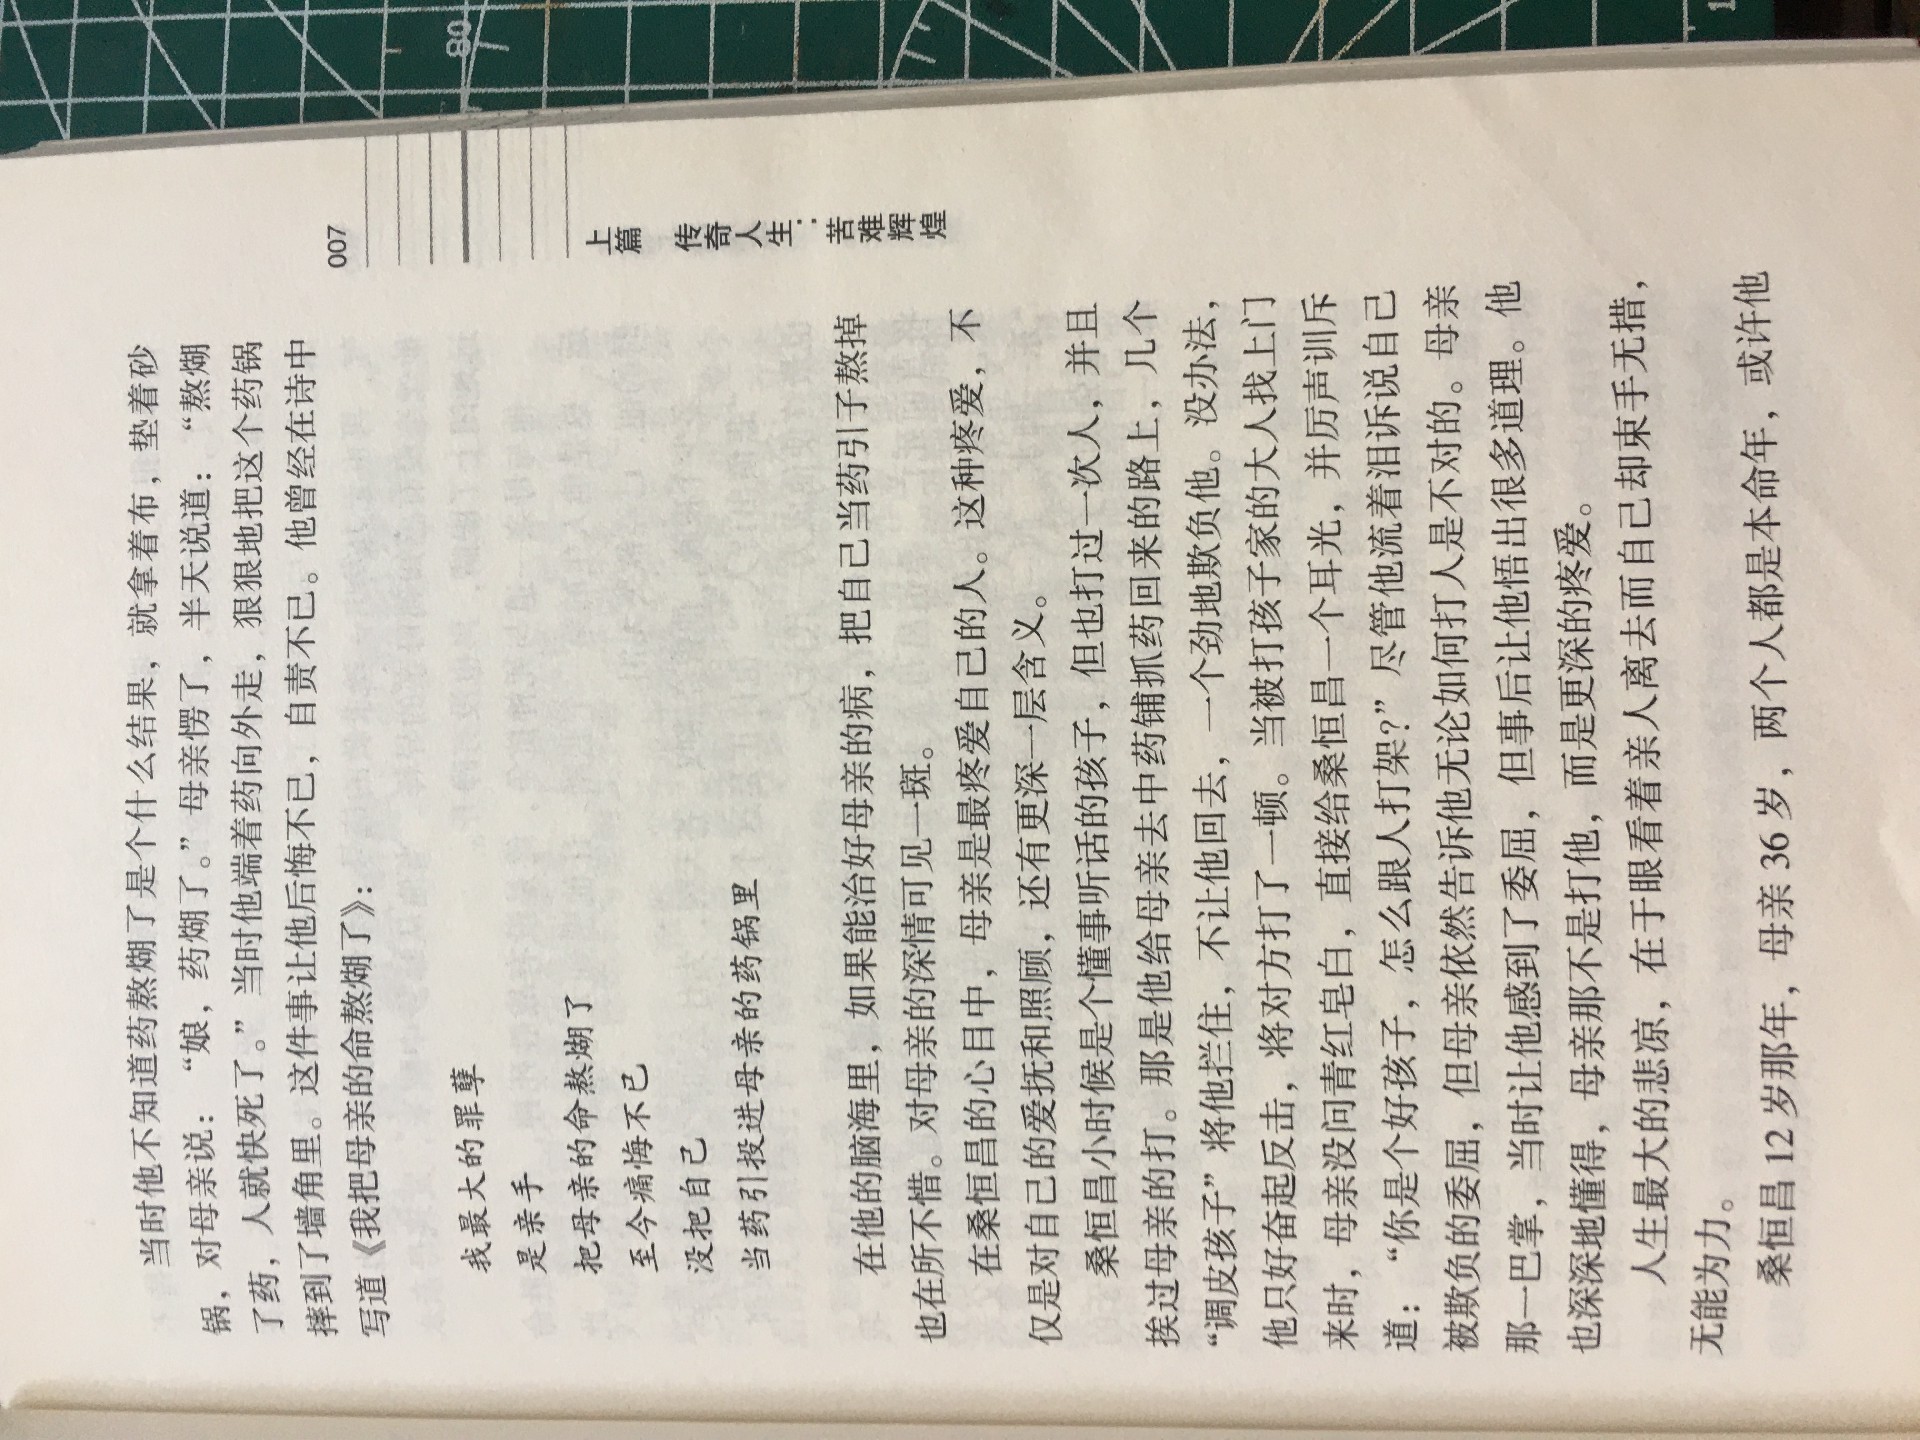 当时他不知道药熬煳了是个什么结果，就拿着布，垫着砂
锅，对母亲说：“娘，药煳了。”母亲愣了，半天说道：“熬煳
了药，人就快死了。”当时他端着药向外走，狠狠地把这个药锅
摔到了墙角里。这件事让他后悔不已，自责不已。他曾经在诗中
写道《我把母亲的命熬煳了》：
我最大的罪孽
是亲手
把母亲的命熬煳了
至今痛悔不已
没把自己
当药引投进母亲的药锅里
在他的脑海里，如果能治好母亲的病，把自己当药引子熬掉
也在所不惜。对母亲的深情可见一斑。
在桑恒昌的心目中，母亲是最疼爱自己的人。这种疼爱，不
仅是对自己的爱抚和照顾，还有更深一层含义。
桑恒昌小时候是个懂事听话的孩子，但也打过一次人，并且
挨过母亲的打。那是他给母亲去中药铺抓药回来的路上，几个
“调皮孩子”将他拦住，不让他回去，一个劲地欺负他。没办法，
他只好奋起反击，将对方打了一顿。当被打孩子家的大人找上门
来时，母亲没问青红皂白，直接给桑恒昌一个耳光，并厉声训斥
道：“你是个好孩子，怎么跟人打架？”尽管他流着泪诉说自己
被欺负的委屈，但母亲依然告诉他无论如何打人是不对的。母亲
那一巴掌，当时让他感到了委屈，但事后让他悟出很多道理。他
也深深地懂得，母亲那不是打他，而是更深的疼爱。
人生最大的悲凉，在于眼看着亲人离去而自己却束手无措，
无能为力。
桑恒昌12岁那年，母亲36岁，两个人都是本命年，或许他
007
上篇 传奇人生：苦难辉煌
80
1